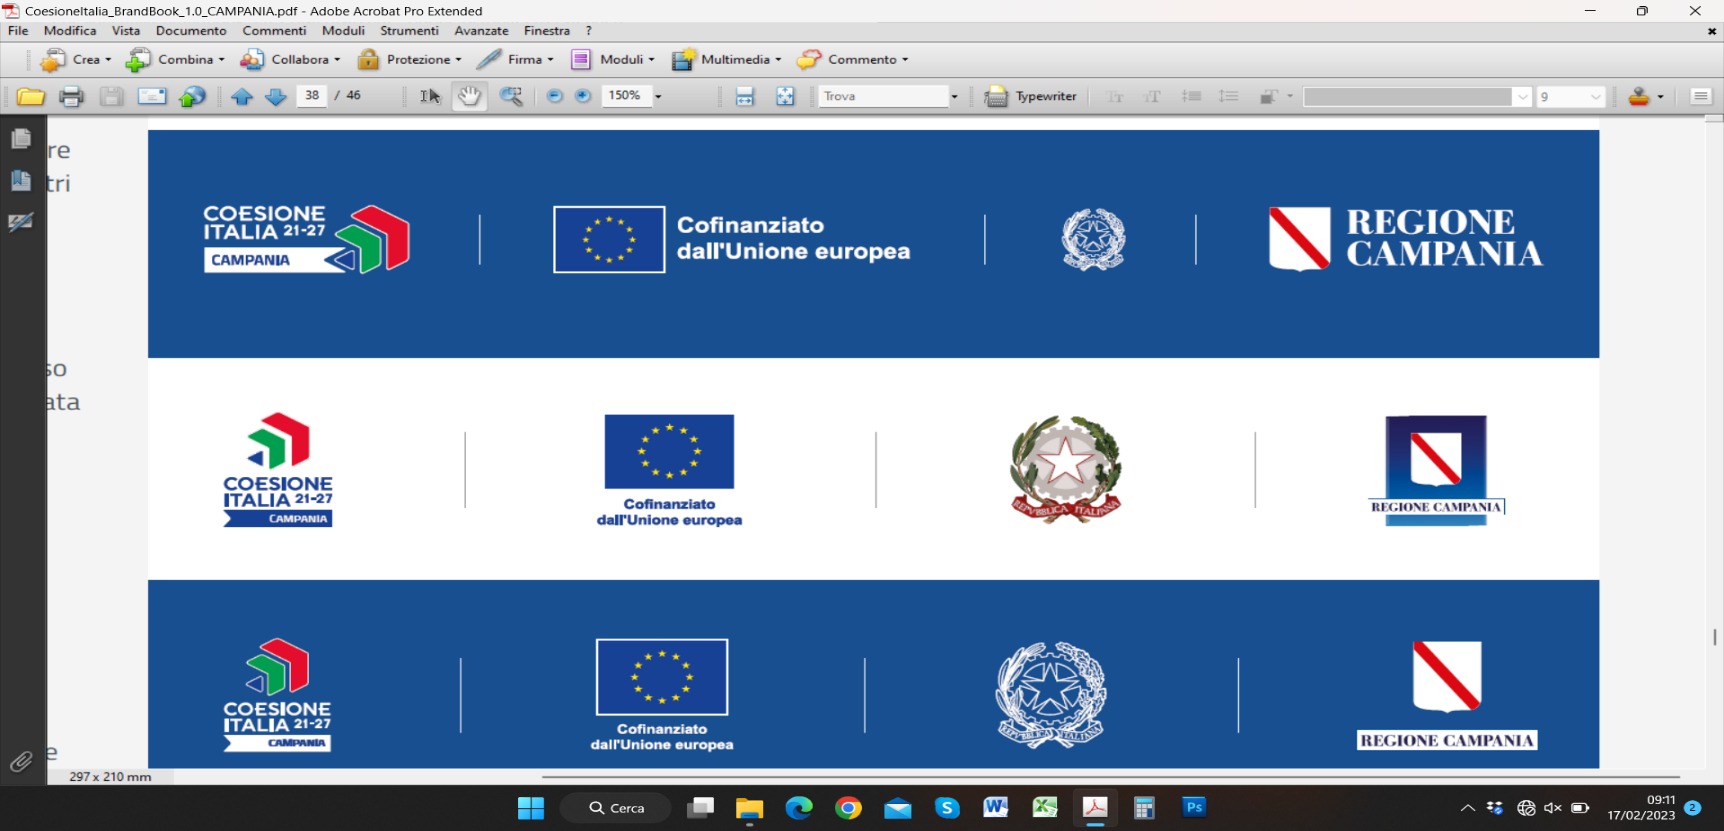 CoesioneItalia_BrandBook_1.0_CAMPANIA.pdf - Adobe Acrobat Pro Extended
File Modifica Vista Documento Commenti Moduli Strumenti Avanzate Finestra ?
Crea Combina Collabora Protezione Firma Moduli Multimedia Commento
38 / 46 150% Trova Typewriter 9
re
tri
COESIONE
ITALIA 21-27
CAMPANIA
Cofinanziato
dall'Unione europea
REGIONE
CAMPANIA
so
ata
COESIONE
ITALIA 21-27
CAMPANIA
Cofinanziato
dall'Unione europea
REPVBBLICA ITALIANA
REGIONE CAMPANIA
COESIONE
ITALIA 21-27
CAMPANIA
Cofinanziato
dall'Unione europea
REPVBBLICA ITALIANA
REGIONE CAMPANIA
e
297 x 210 mm
Cerca
Ps
09:11
17/02/2023
2